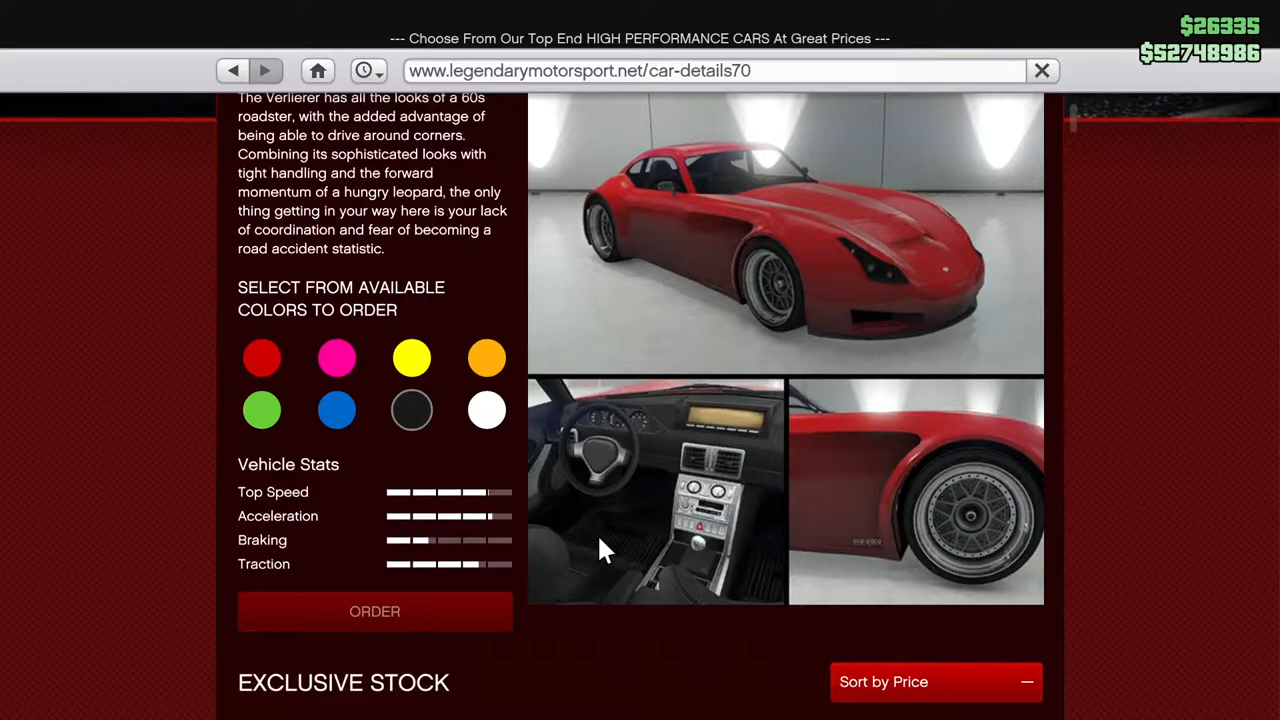 --- Choose From Our Top End HIGH PERFORMANCE CARS At Great Prices ---
$26335
$52748986
www.legendarymotorsport.net/car-details70
The Verlierer has all the looks of a 60s
roadster, with the added advantage of
being able to drive around corners.
Combining its sophisticated looks with
tight handling and the forward
momentum of a hungry leopard, the only
thing getting in your way here is your lack
of coordination and fear of becoming a
road accident statistic.
SELECT FROM AVAILABLE
COLORS TO ORDER
Vehicle Stats
Top Speed
Acceleration
Braking
Traction
ORDER
EXCLUSIVE STOCK
Sort by Price